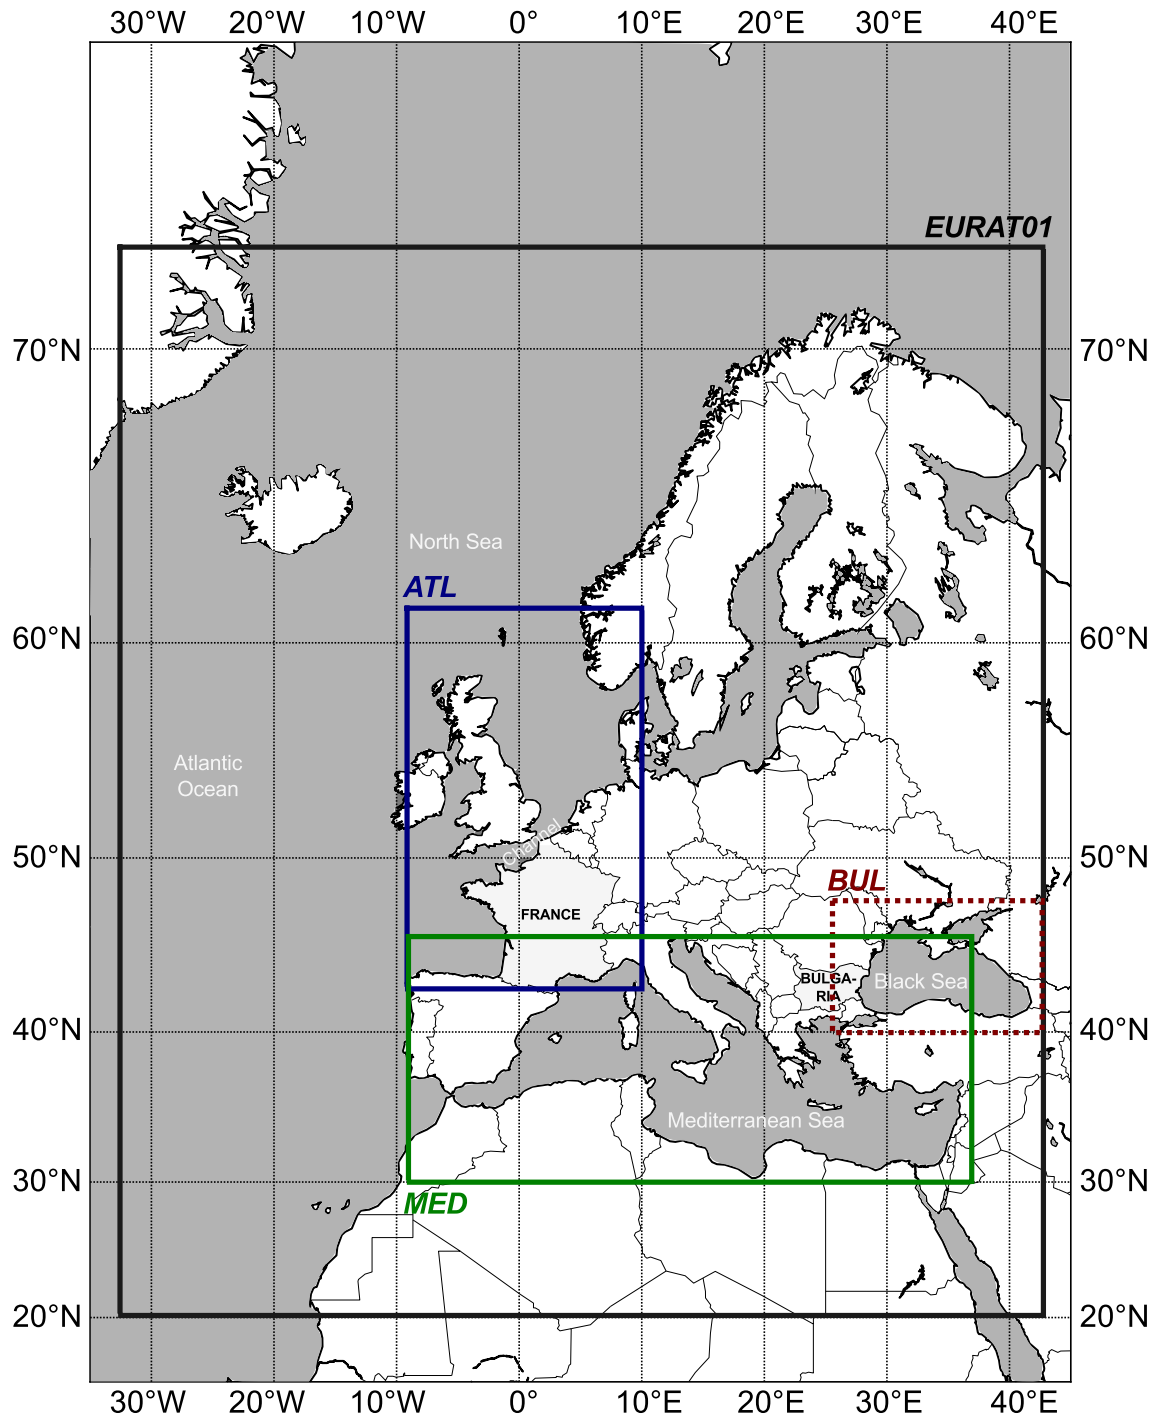 30°W 20°W 10°W 0° 10°E 20°E 30°E 40°E
EURAT01
70°N 70°N
North Sea
ATL
60°N 60°N
Atlantic
Ocean
Channel
50°N 50°N
BUL
FRANCE
BULGA-
RIA
Black Sea
40°N 40°N
Mediterranean Sea
30°N 30°N
MED
20°N 20°N
30°W 20°W 10°W 0° 10°E 20°E 30°E 40°E